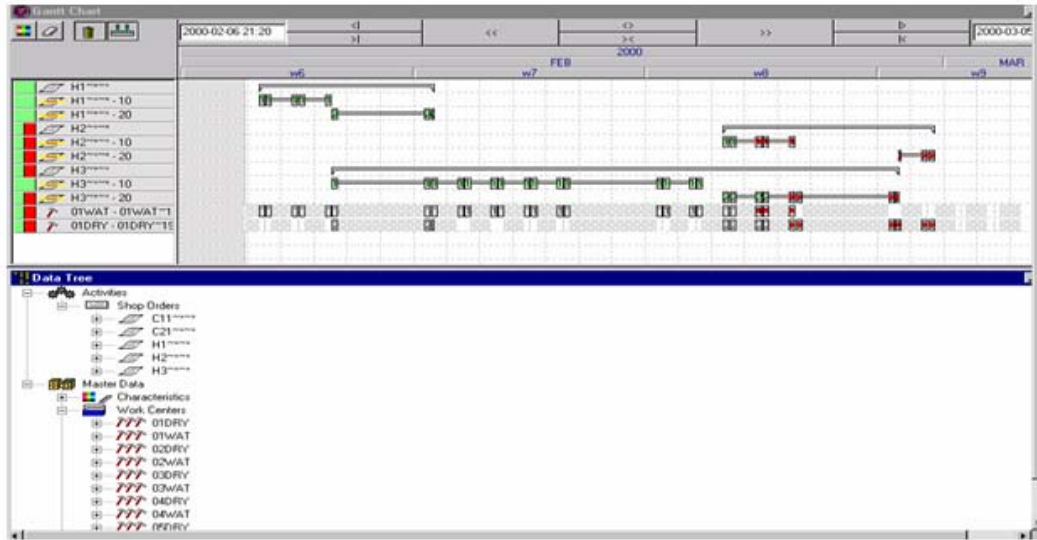 Gantt Chart
2000-02-06 21:20 <| << <> >> |> 2000-03-05
>| >< |<
2000
FEB MAR
w6 w7 w8 w9
H1~~~~
H1~~~~ - 10
H1~~~~ - 20
H2~~~~
H2~~~~ - 10
H2~~~~ - 20
H3~~~~
H3~~~~ - 10
H3~~~~ - 20
01WAT - 01WAT~1
01DRY - 01DRY~~19
Data Tree
Activities
Shop Orders
C11~~~~
C21~~~~
H1~~~~
H2~~~~
H3~~~~
Master Data
Characteristics
Work Centers
01DRY
01WAT
02DRY
02WAT
03DRY
03WAT
04DRY
04WAT
05DRY